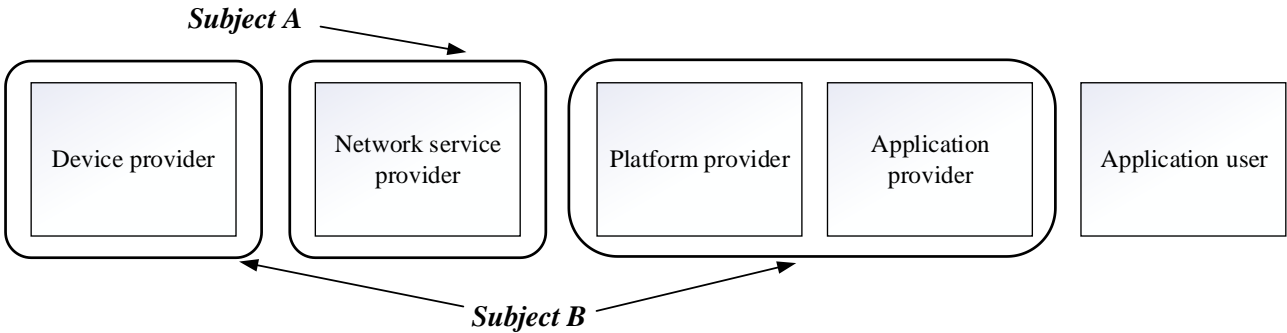 Subject A
Device provider
Network service
provider
Platform provider
Application
provider
Application user
Subject B